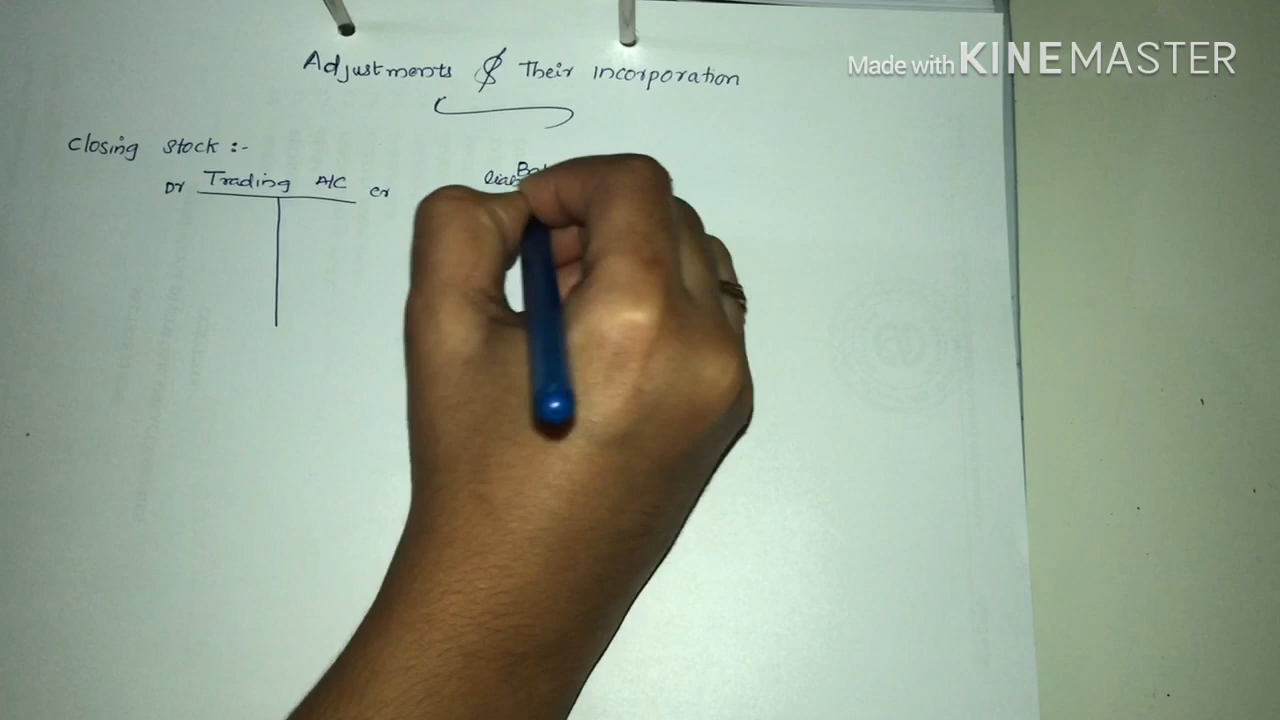 Made with KINEMASTER
Adjustments & Their incorporation
Closing stock :-
Dr Trading A/C Cr